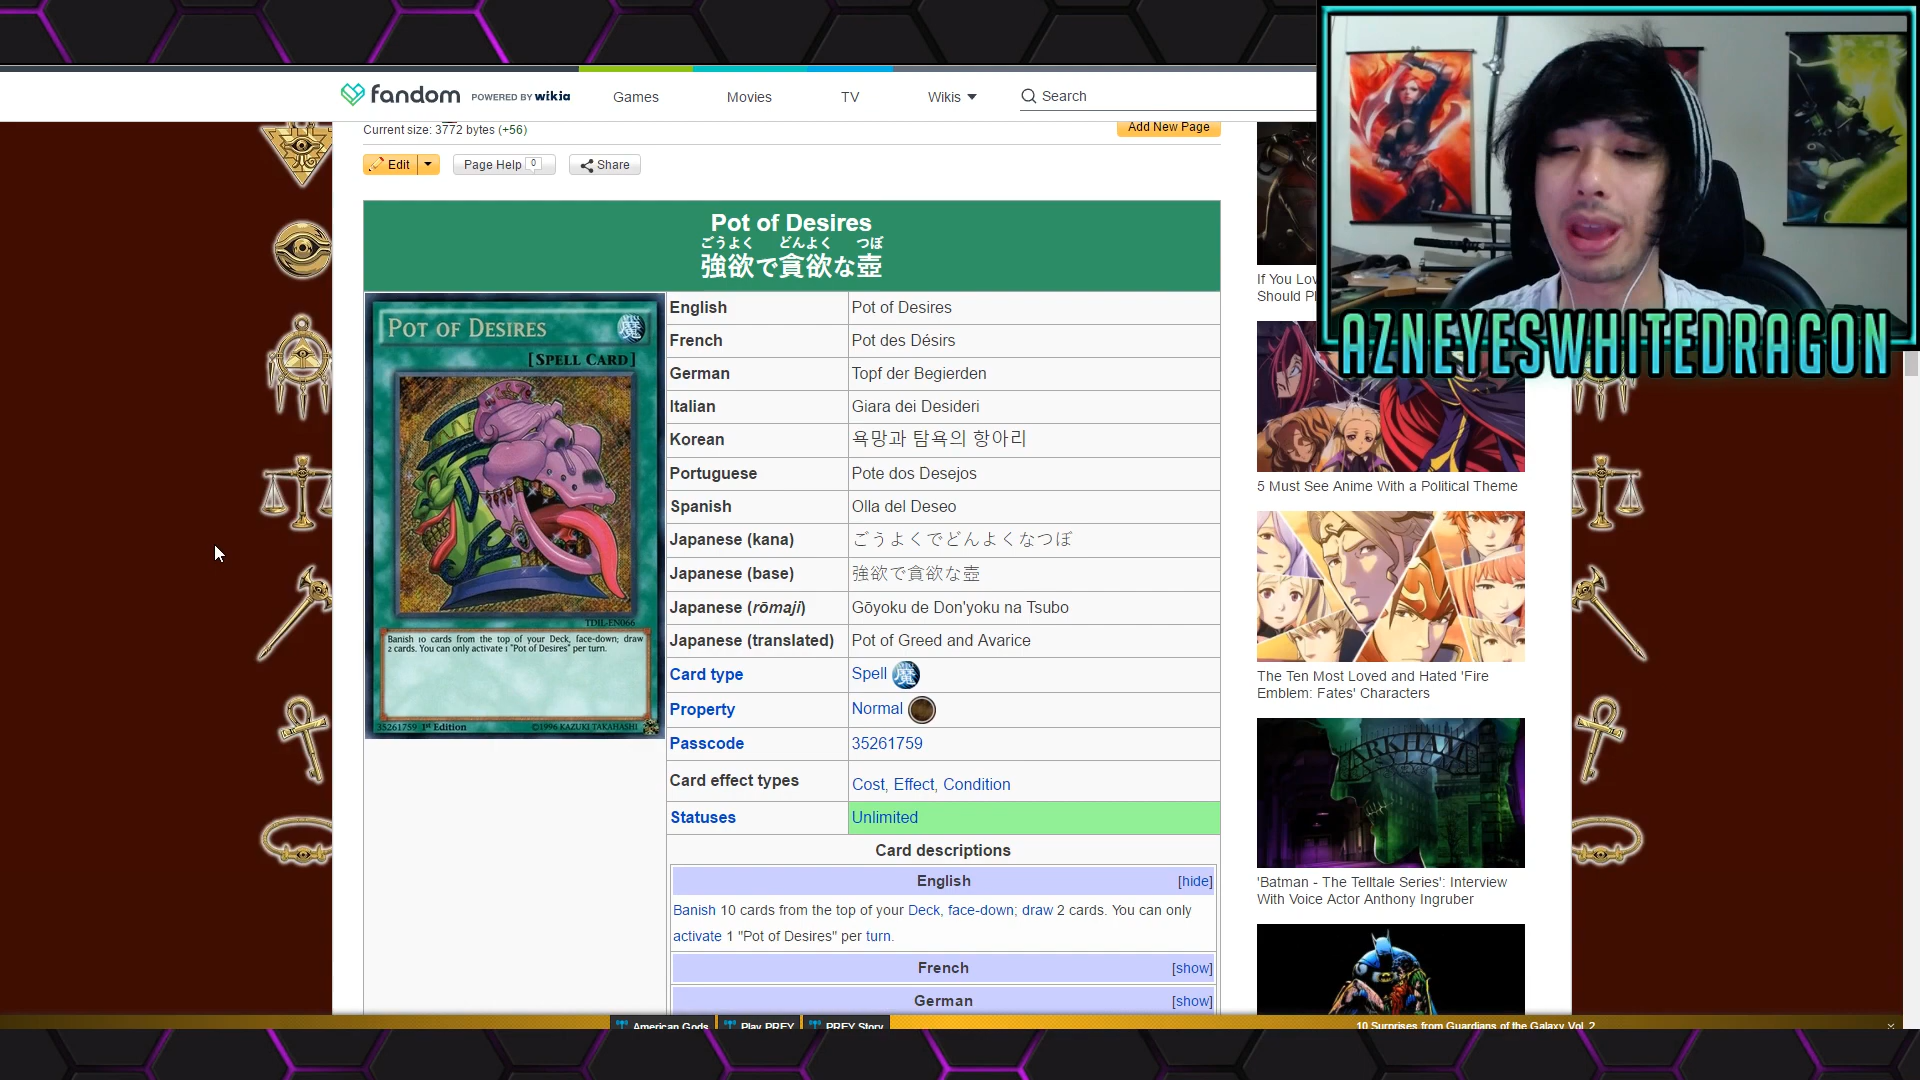 fandom POWERED BY wikia
Games
Movies
TV
Wikis
Search
Current size: 3772 bytes (+56)
Add New Page
Edit
Page Help 0
Share
Pot of Desires
ごうよく どんよく つぼ
強欲で貪欲な壺
POT OF DESIRES
魔
[SPELL CARD]
TDIL-EN066
Banish 10 cards from the top of your Deck, face-down; draw
2 cards. You can only activate 1 "Pot of Desires" per turn.
35261759 1st Edition ©1996 KAZUKI TAKAHASHI
English Pot of Desires
French Pot des Désirs
German Topf der Begierden
Italian Giara dei Desideri
Korean 욕망과 탐욕의 항아리
Portuguese Pote dos Desejos
Spanish Olla del Deseo
Japanese (kana) ごうよくでどんよくなつぼ
Japanese (base) 強欲で貪欲な壺
Japanese (rōmaji) Gōyoku de Don'yoku na Tsubo
Japanese (translated) Pot of Greed and Avarice
Card type Spell 魔
Property Normal
Passcode 35261759
Card effect types Cost, Effect, Condition
Statuses Unlimited
Card descriptions
English [hide]
Banish 10 cards from the top of your Deck, face-down; draw 2 cards. You can only
activate 1 "Pot of Desires" per turn.
French [show]
German [show]
If You Lov
Should Pl
5 Must See Anime With a Political Theme
The Ten Most Loved and Hated 'Fire
Emblem: Fates' Characters
ARKHAM
'Batman - The Telltale Series': Interview
With Voice Actor Anthony Ingruber
AZNEYESWHITEDRAGON
American Gods
Play PREY
PREY Story
10 Surprises from Guardians of the Galaxy Vol. 2